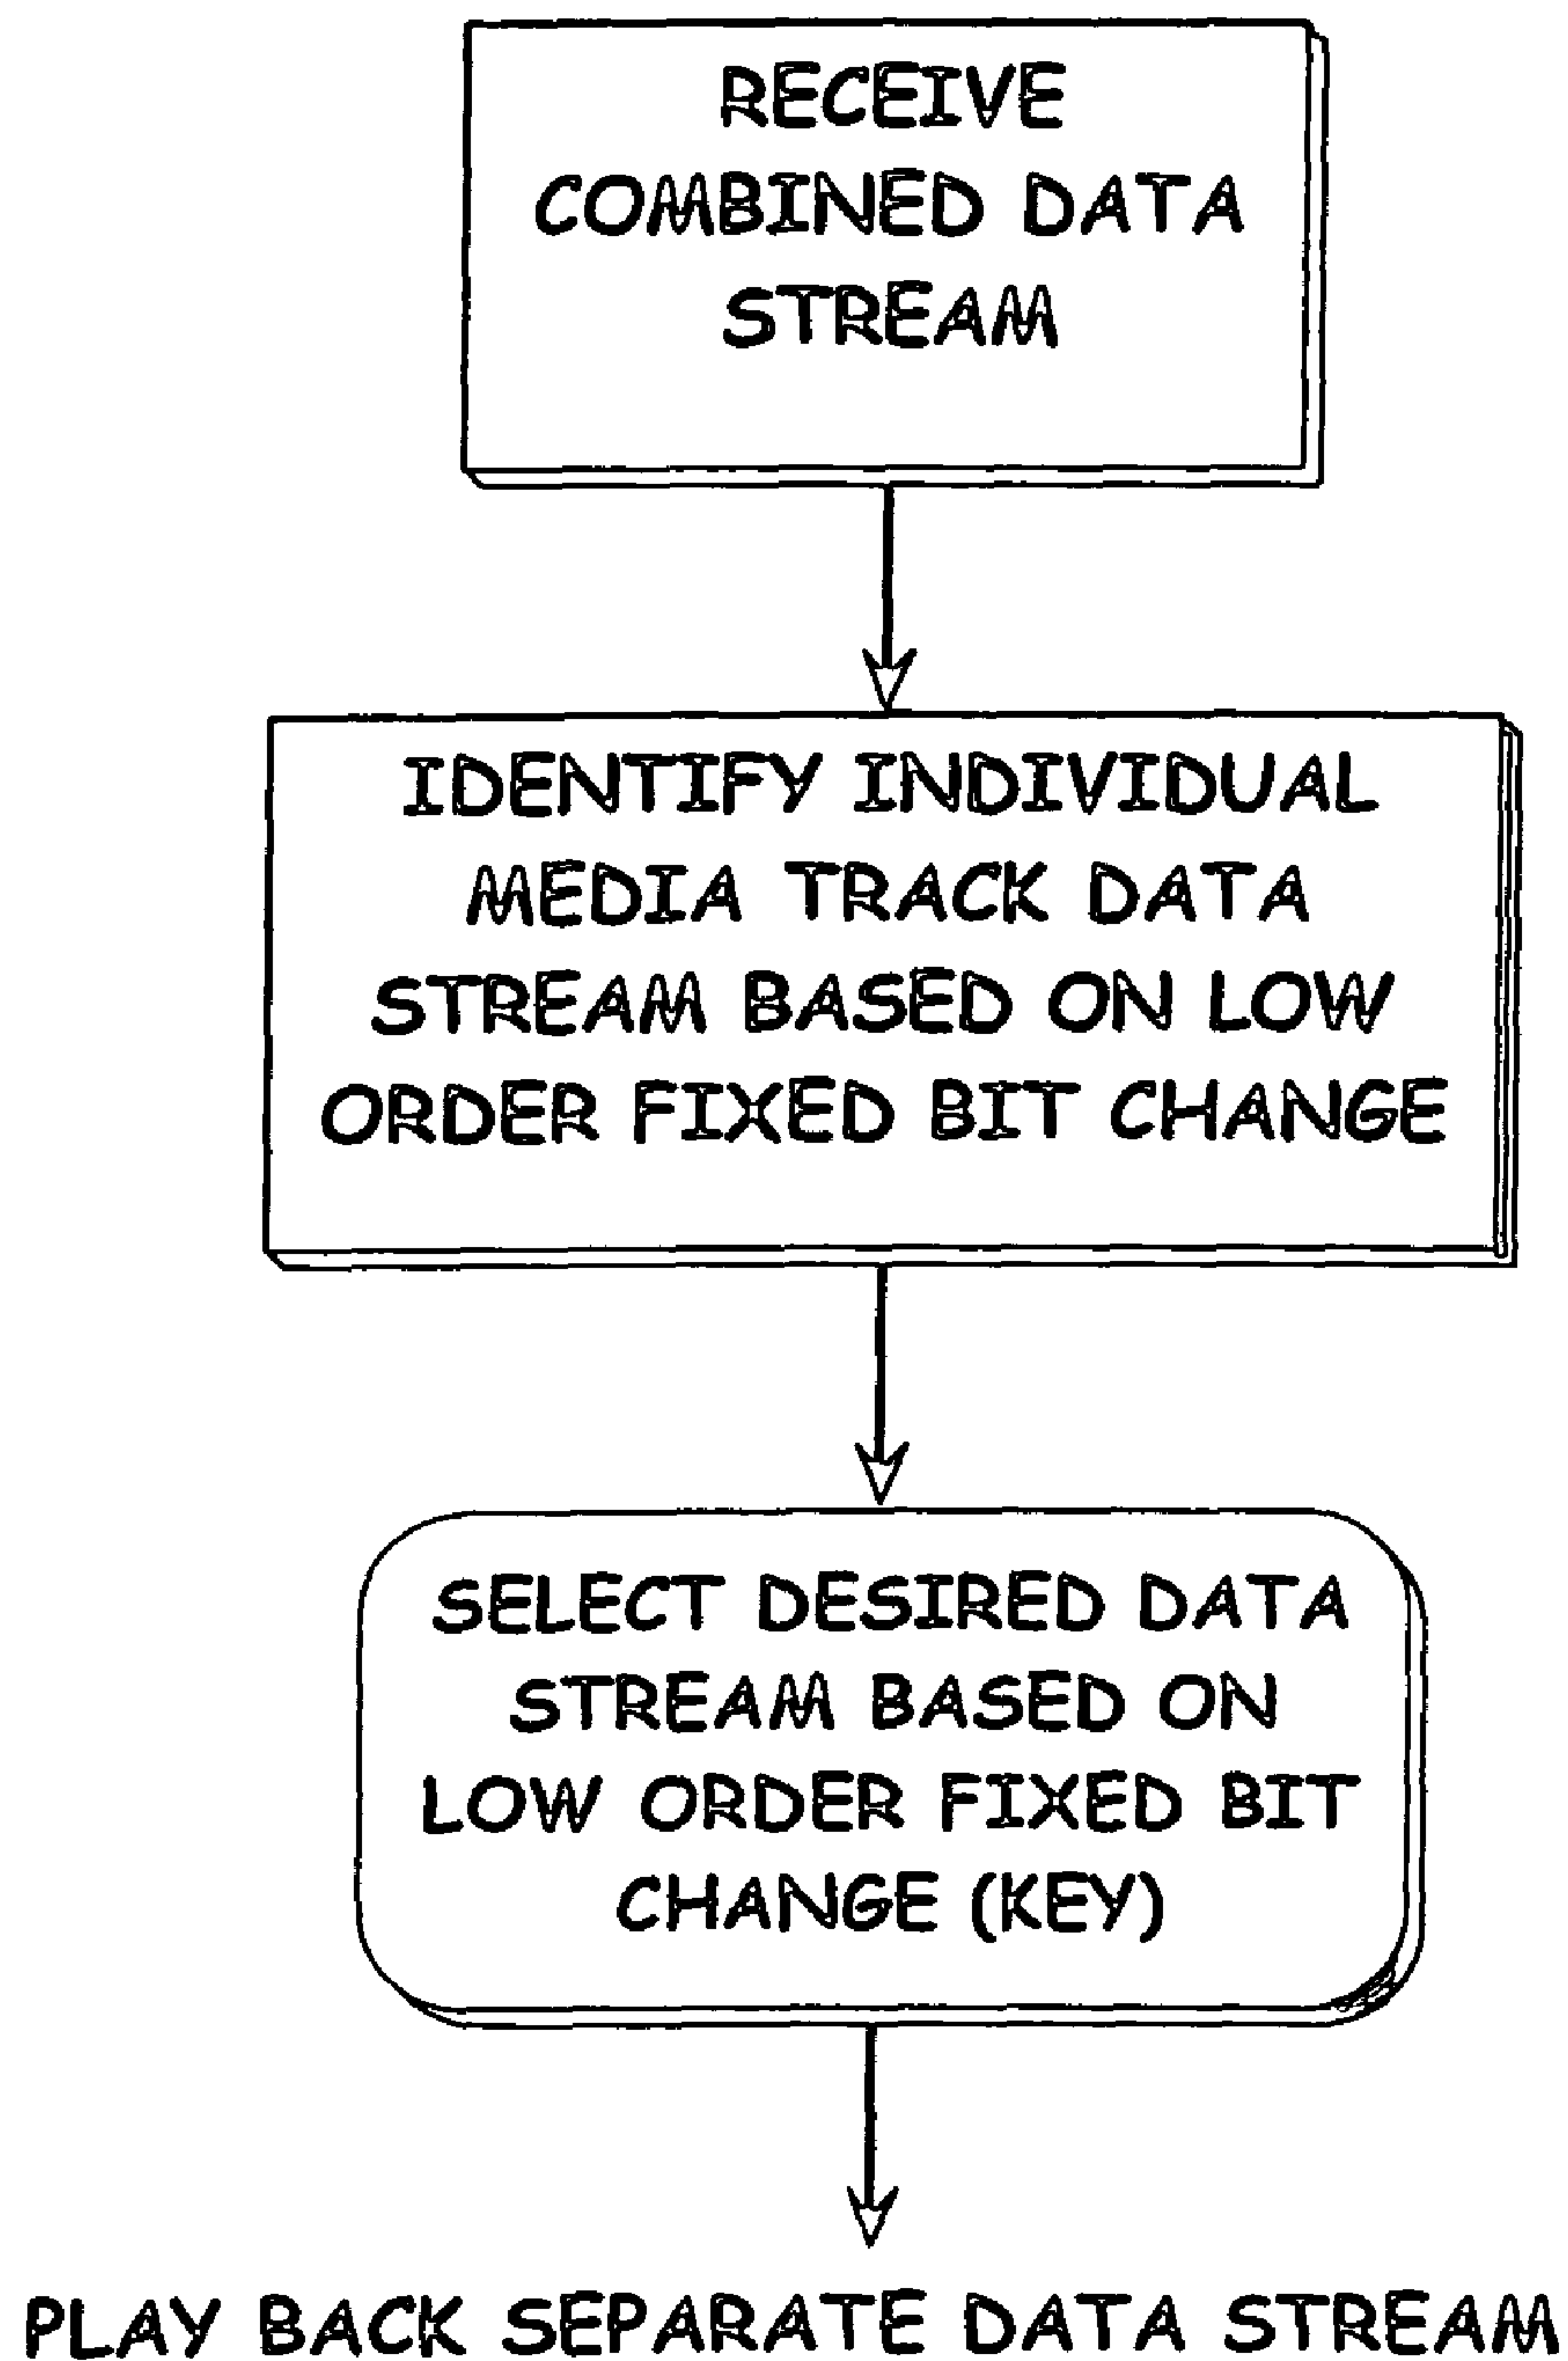 RECEIVE
COMBINED DATA
STREAM
IDENTIFY INDIVIDUAL
MEDIA TRACK DATA
STREAM BASED ON LOW
ORDER FIXED BIT CHANGE
SELECT DESIRED DATA
STREAM BASED ON
LOW ORDER FIXED BIT
CHANGE (KEY)
PLAY BACK SEPARATE DATA STREAM